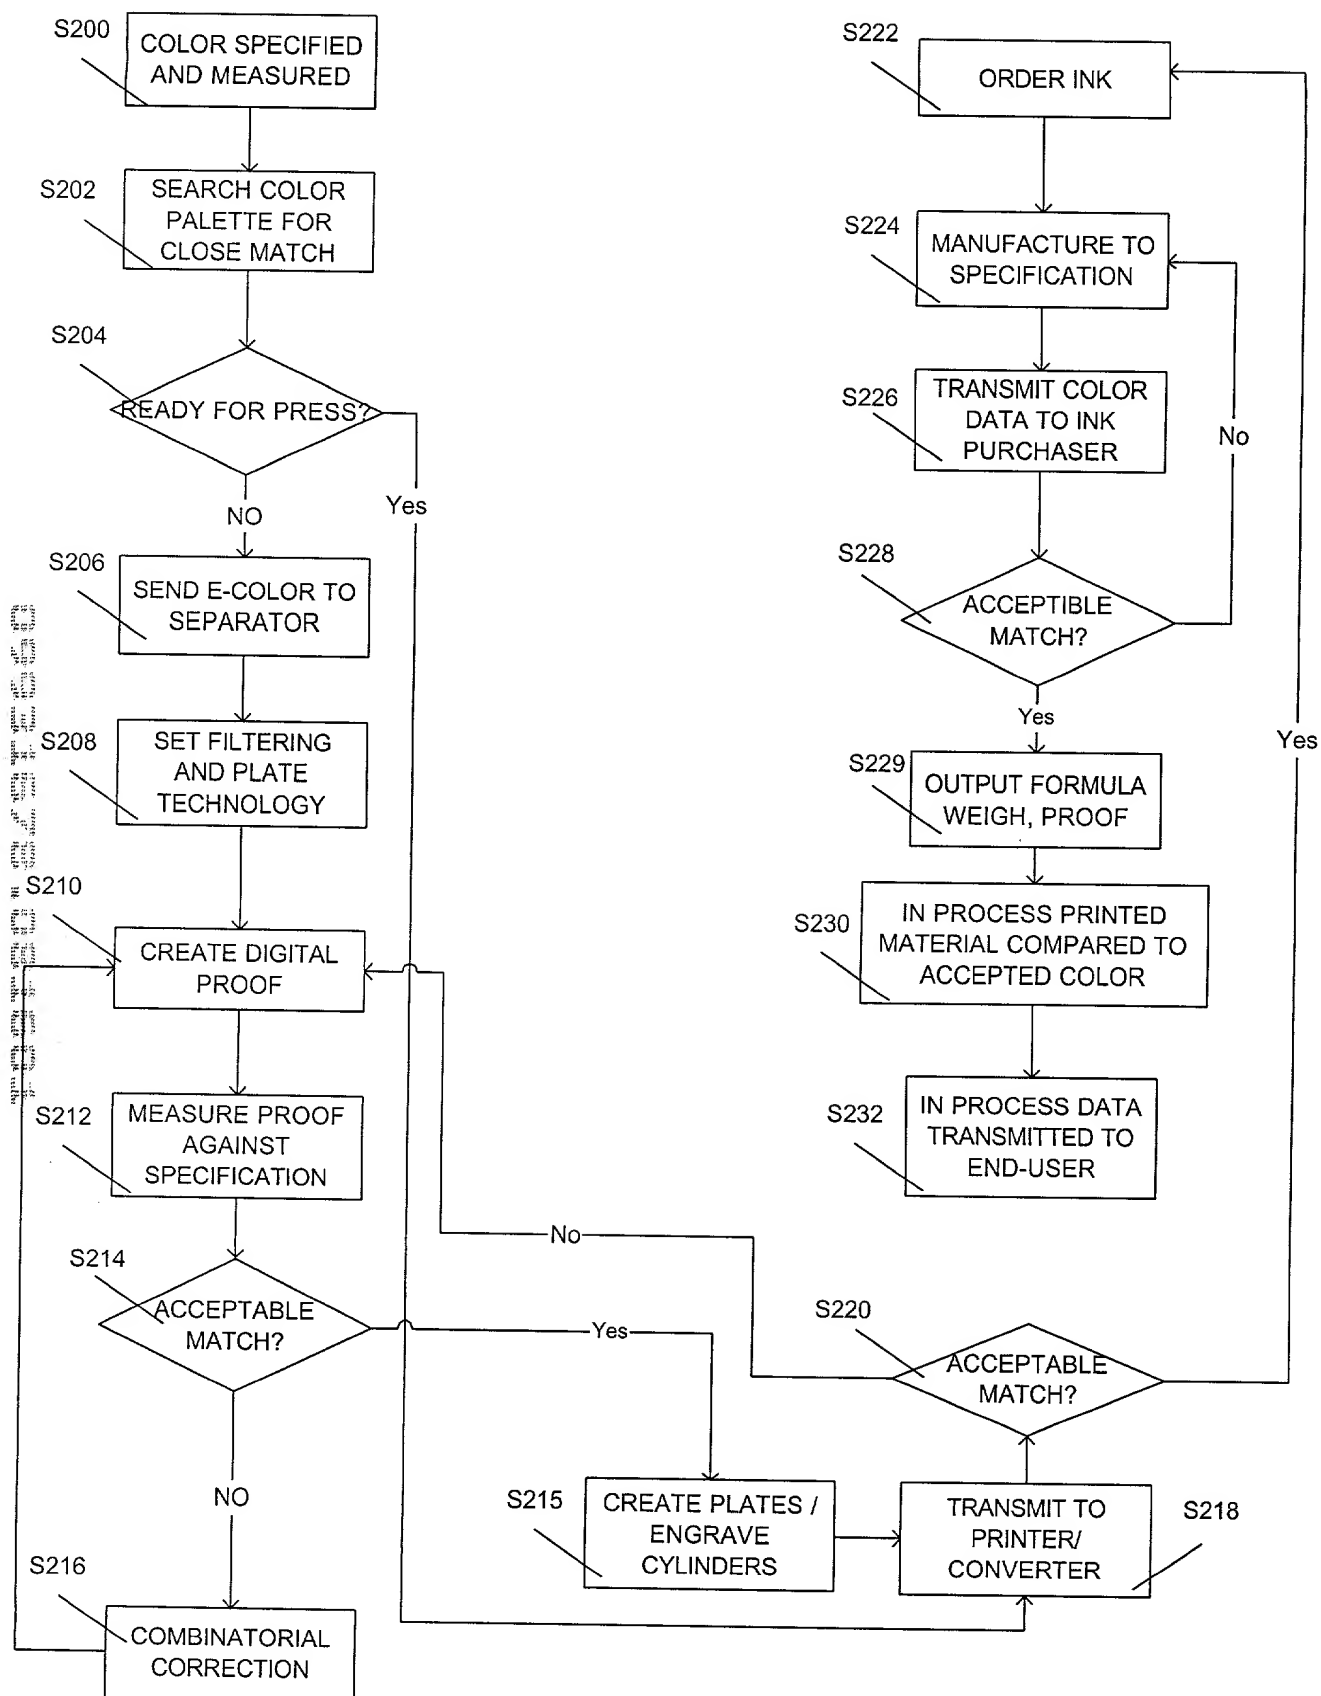 S200
COLOR SPECIFIED
AND MEASURED
S202
SEARCH COLOR
PALETTE FOR
CLOSE MATCH
S204
READY FOR PRESS?
Yes
NO
S206
SEND E-COLOR TO
SEPARATOR
S208
SET FILTERING
AND PLATE
TECHNOLOGY
S210
CREATE DIGITAL
PROOF
S212
MEASURE PROOF
AGAINST
SPECIFICATION
S214
ACCEPTABLE
MATCH?
Yes
NO
S216
COMBINATORIAL
CORRECTION
S215
CREATE PLATES /
ENGRAVE
CYLINDERS
S218
TRANSMIT TO
PRINTER/
CONVERTER
S220
ACCEPTABLE
MATCH?
No
Yes
S222
ORDER INK
S224
MANUFACTURE TO
SPECIFICATION
S226
TRANSMIT COLOR
DATA TO INK
PURCHASER
No
S228
ACCEPTIBLE
MATCH?
Yes
S229
OUTPUT FORMULA
WEIGH, PROOF
S230
IN PROCESS PRINTED
MATERIAL COMPARED TO
ACCEPTED COLOR
S232
IN PROCESS DATA
TRANSMITTED TO
END-USER